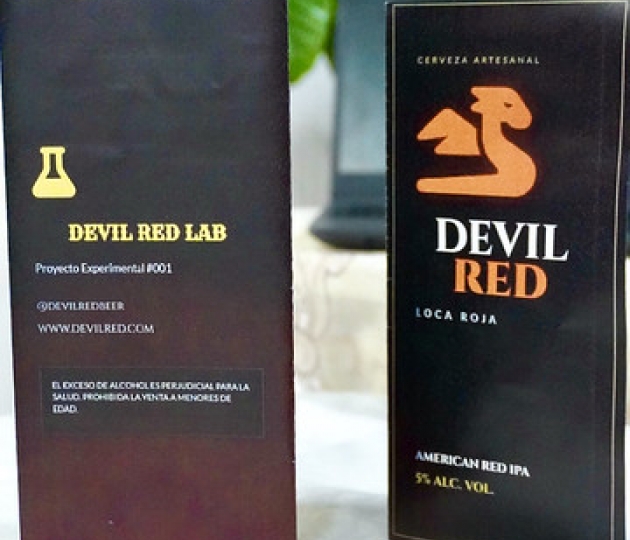 DEVIL RED LAB
Proyecto Experimental #001
@DEVILREDBEER
WWW.DEVILRED.COM
EL EXCESO DE ALCOHOL ES PERJUDICIAL PARA LA
SALUD. PROHIBIDA LA VENTA A MENORES DE
EDAD.
CERVEZA ARTESANAL
DEVIL
RED
LOCA ROJA
AMERICAN RED IPA
5% ALC. VOL.